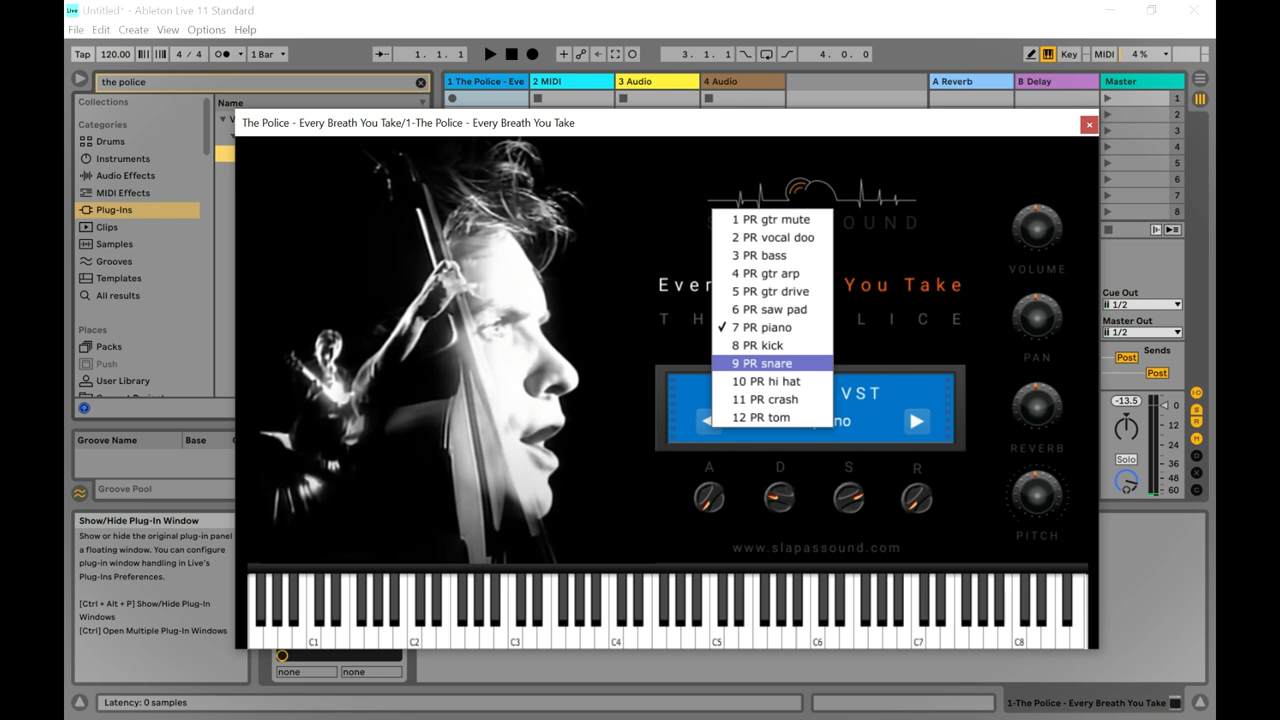 Live Untitled* - Ableton Live 11 Standard
File Edit Create View Options Help
Tap 120.00 4 / 4 1 Bar 1. 1. 1 3. 1. 1 4. 0. 0 Key MIDI 4 %
the police
1 The Police - Eve 2 MIDI 3 Audio 4 Audio A Reverb B Delay Master
Collections
Name
Categories
Drums
Instruments
Audio Effects
MIDI Effects
Plug-Ins
Clips
Samples
Grooves
Templates
All results
Places
Packs
Push
User Library
Groove Name Base
Groove Pool
Show/Hide Plug-In Window
Show or hide the original plug-in panel
a floating window. You can configure
plug-in window handling in Live's
Plug-Ins Preferences.
[Ctrl + Alt + P] Show/Hide Plug-In
Windows
[Ctrl] Open Multiple Plug-In Windows
The Police - Every Breath You Take/1-The Police - Every Breath You Take
OUND
You Take
1 PR gtr mute
2 PR vocal doo
3 PR bass
4 PR gtr arp
5 PR gtr drive
6 PR saw pad
7 PR piano
8 PR kick
9 PR snare
10 PR hi hat
11 PR crash
12 PR tom
VST
A D S R
www.slapassound.com
VOLUME
PAN
REVERB
PITCH
C1 C2 C3 C4 C5 C6 C7 C8
1
2
3
4
5
6
7
8
Cue Out
1/2
Master Out
1/2
Sends
Post
Post
-13.5
0
12
24
36
48
60
Solo
none none
Latency: 0 samples
1-The Police - Every Breath You Take